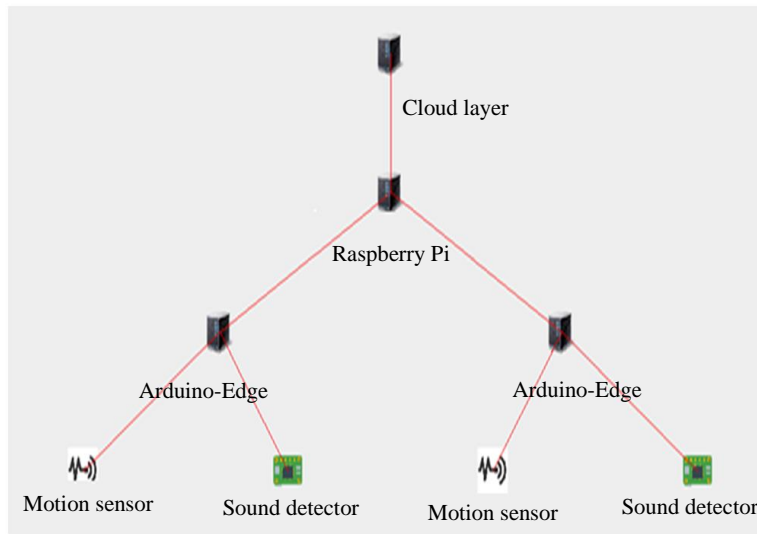 Cloud layer
Raspberry Pi
Arduino-Edge
Arduino-Edge
Motion sensor
Sound detector
Motion sensor
Sound detector